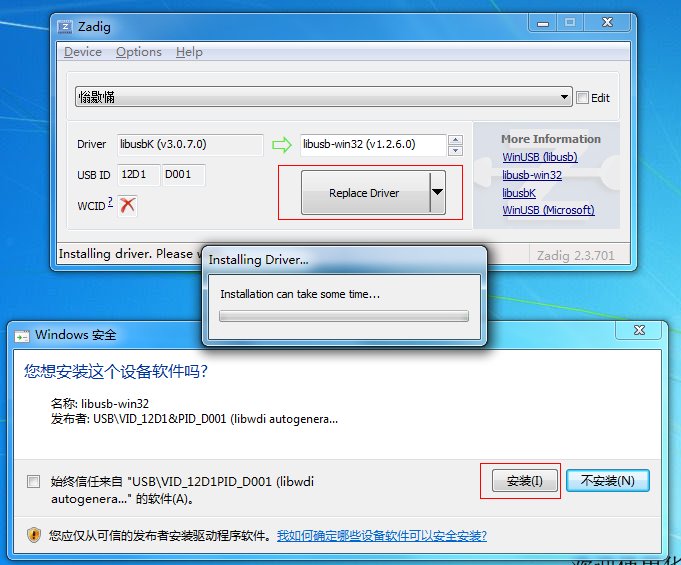 Zadig
Device Options Help
Edit
Driver libusbK (v3.0.7.0) libusb-win32 (v1.2.6.0)
USB ID 12D1 D001
WCID ?
Replace Driver
More Information
WinUSB (libusb)
libusb-win32
libusbK
WinUSB (Microsoft)
Installing driver. Please
Zadig 2.3.701
Installing Driver...
Installation can take some time...
Windows 安全
您想安装这个设备软件吗?
名称: libusb-win32
发布者: USB\VID_12D1&PID_D001 (libwdi autogenera...
始终信任来自 "USB\VID_12D1PID_D001 (libwdi
autogenera..." 的软件(A)。
安装(I) 不安装(N)
您应仅从可信的发布者安装驱动程序软件。 我如何确定哪些设备软件可以安全安装?